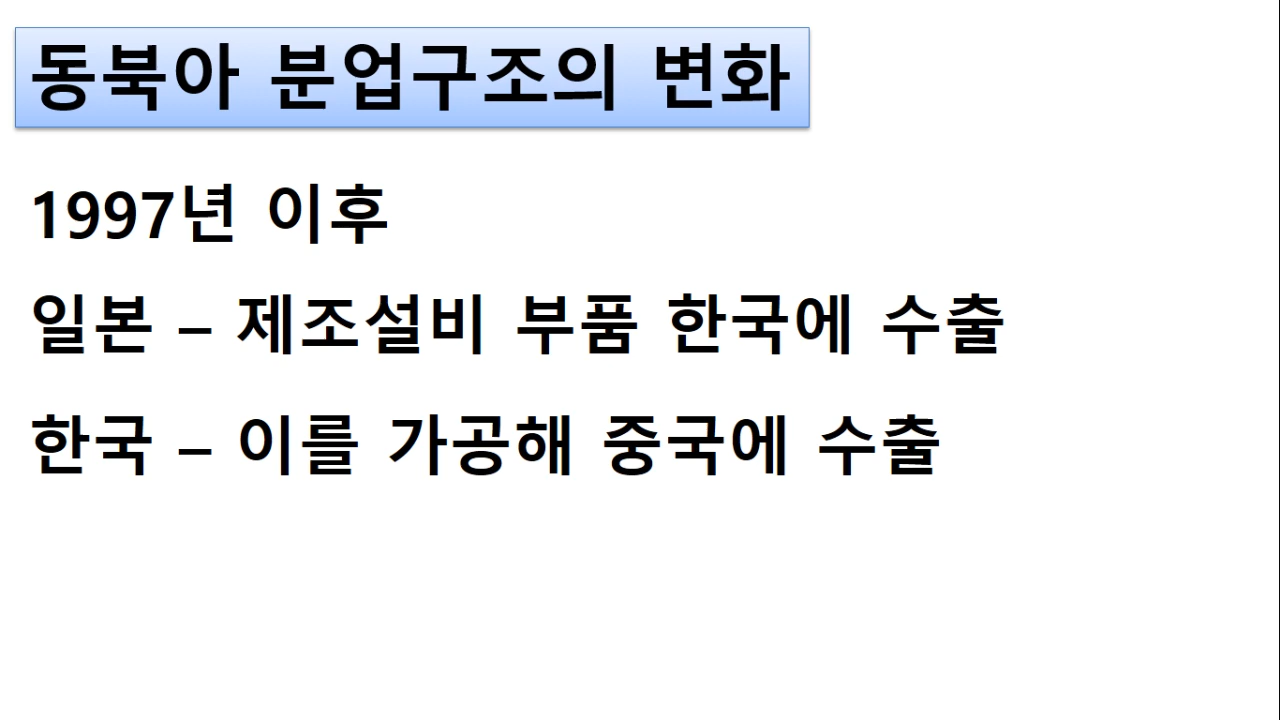 동북아 분업구조의 변화
1997년 이후
일본 – 제조설비 부품 한국에 수출
한국 – 이를 가공해 중국에 수출